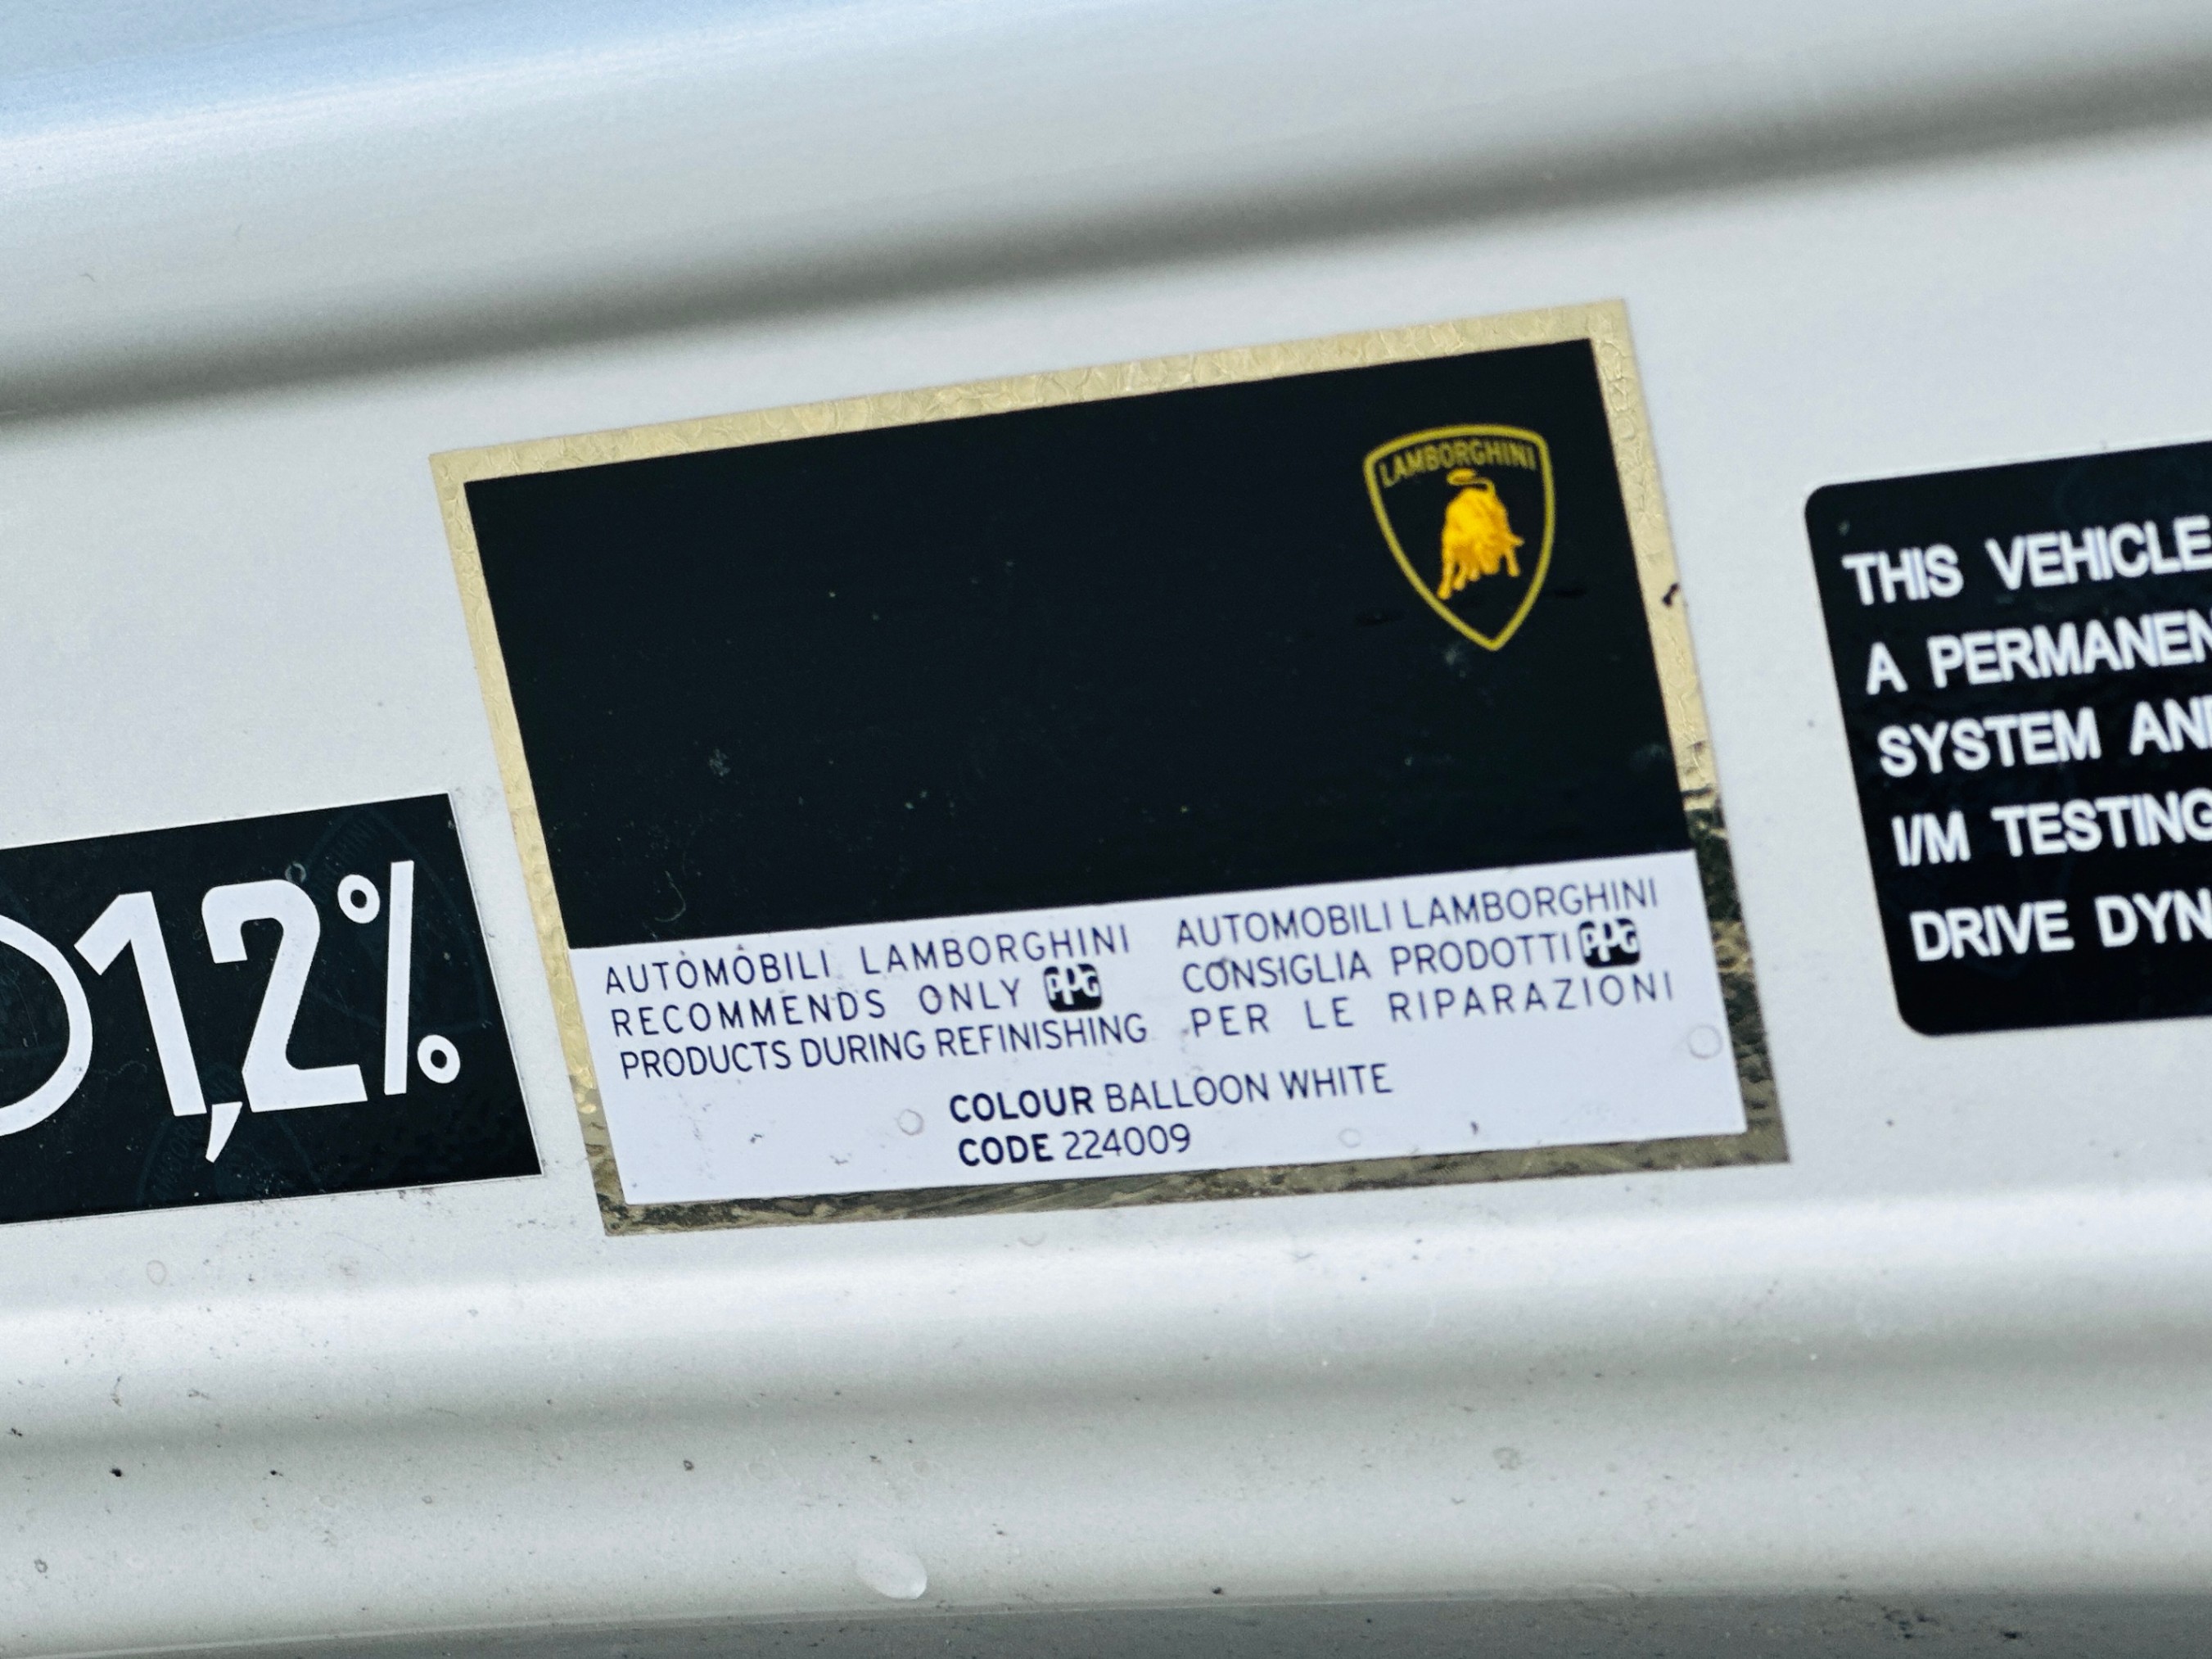 LAMBORGHINI
AUTOMOBILI LAMBORGHINI
RECOMMENDS ONLY PPG
PRODUCTS DURING REFINISHING
AUTOMOBILI LAMBORGHINI
CONSIGLIA PRODOTTI PPG
PER LE RIPARAZIONI
COLOUR BALLOON WHITE
CODE 224009
1,2%
THIS VEHICLE
A PERMANEN
SYSTEM AN
I/M TESTING
DRIVE DYN